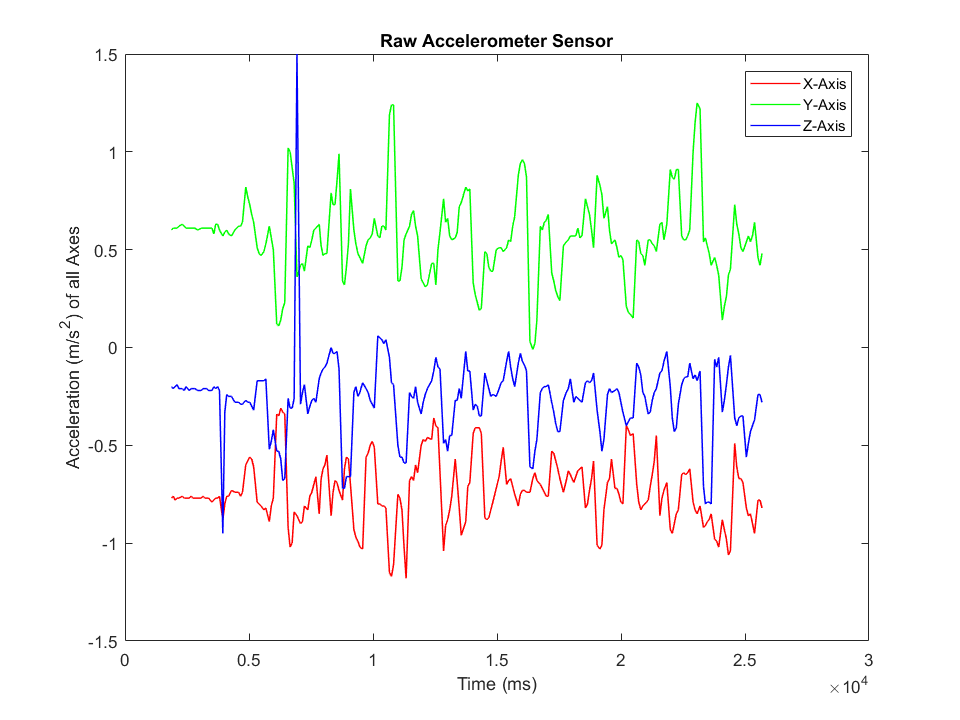 Raw Accelerometer Sensor
X-Axis
Y-Axis
Z-Axis
Acceleration (m/s²) of all Axes
1.5
1
0.5
0
-0.5
-1
-1.5
0 0.5 1 1.5 2 2.5 3
Time (ms)
×10⁴